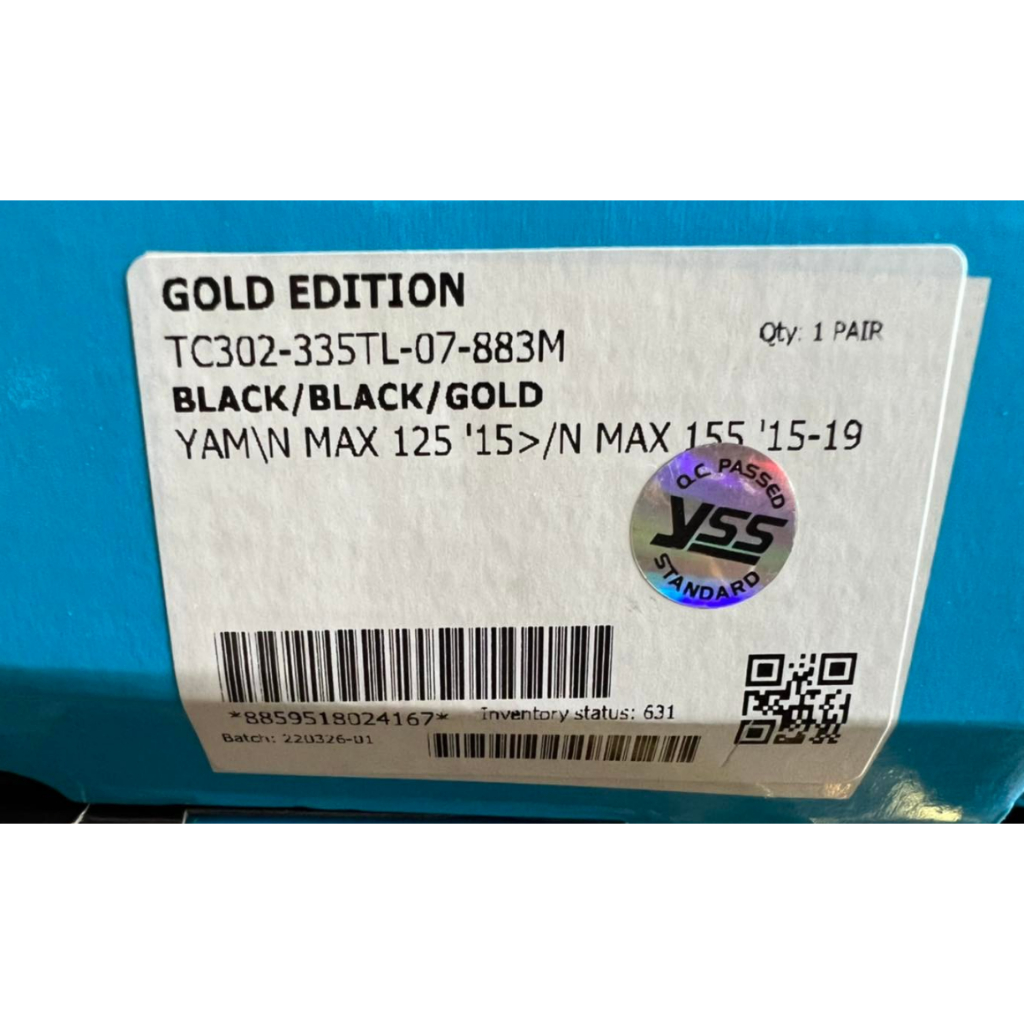 GOLD EDITION
TC302-335TL-07-883M
Qty: 1 PAIR
BLACK/BLACK/GOLD
YAM\N MAX 125 '15>/N MAX 155 '15-19
Q.C. PASSED
YSS
STANDARD
*8859518024167*
Inventory status: 631
Batch: 220326-01